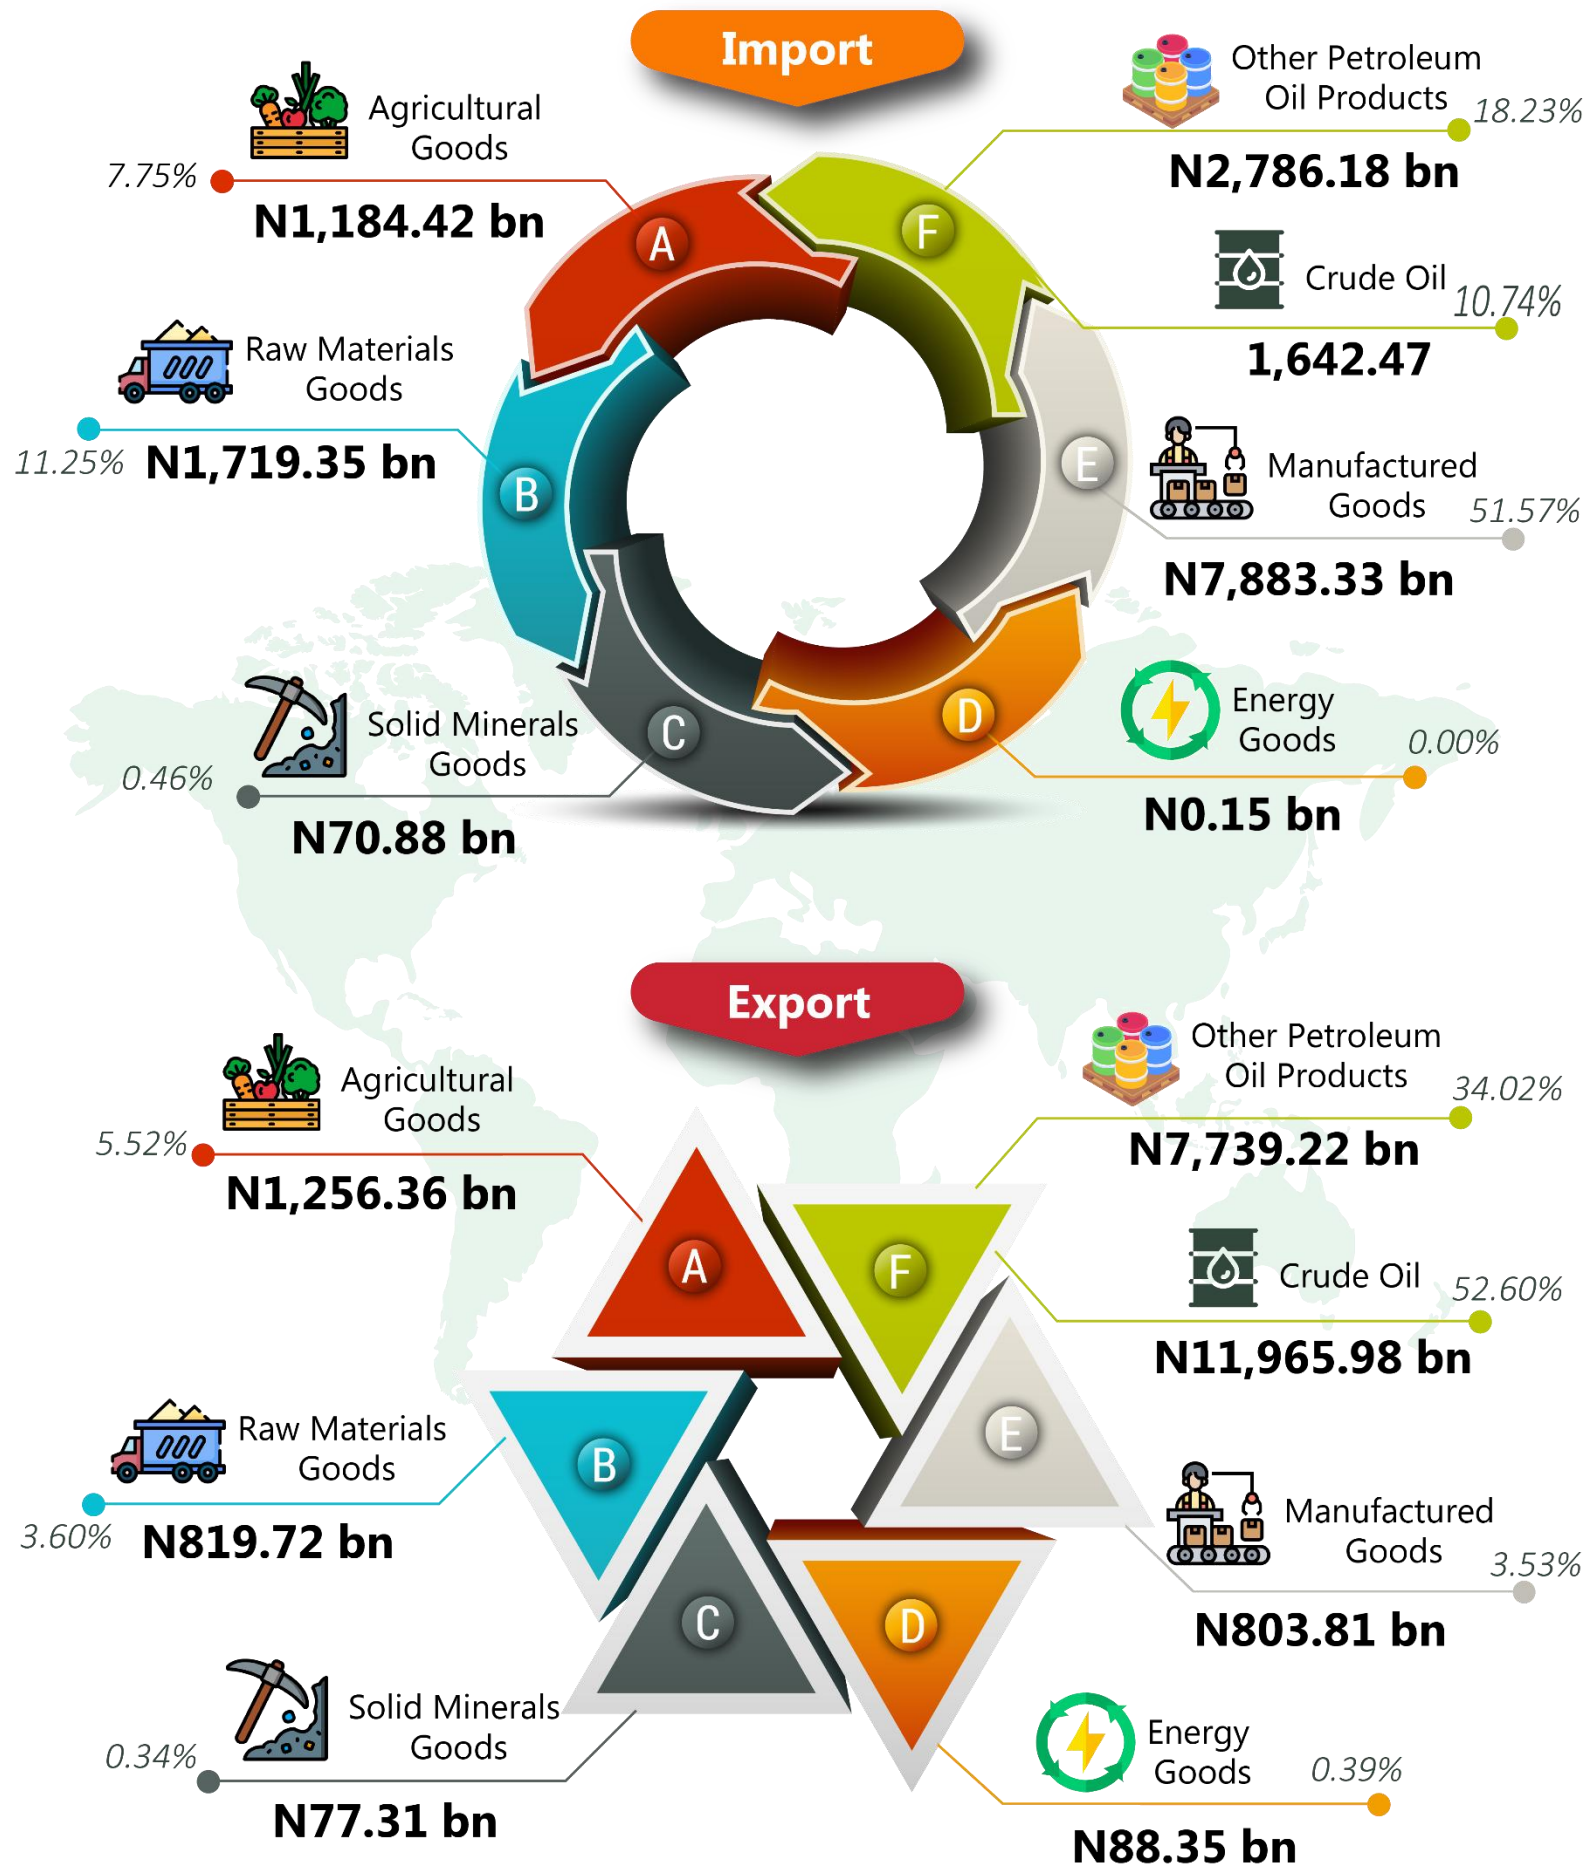 Import
Agricultural
Goods
7.75%
N1,184.42 bn
A
Other Petroleum
Oil Products
18.23%
N2,786.18 bn
F
Crude Oil
10.74%
1,642.47
Raw Materials
Goods
11.25%
N1,719.35 bn
B
Manufactured
Goods
51.57%
N7,883.33 bn
E
Solid Minerals
Goods
0.46%
N70.88 bn
C
Energy
Goods
0.00%
N0.15 bn
D
Export
Agricultural
Goods
5.52%
N1,256.36 bn
A
Other Petroleum
Oil Products
34.02%
N7,739.22 bn
F
Crude Oil
52.60%
N11,965.98 bn
Raw Materials
Goods
3.60%
N819.72 bn
B
Manufactured
Goods
3.53%
N803.81 bn
E
Solid Minerals
Goods
0.34%
N77.31 bn
C
Energy
Goods
0.39%
N88.35 bn
D